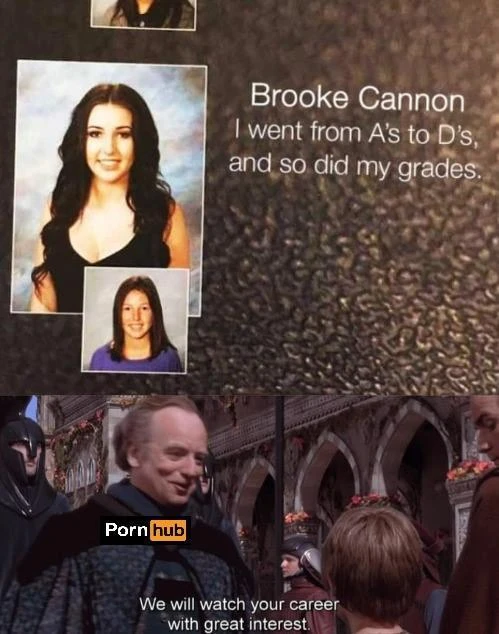 Brooke Cannon
I went from A's to D's,
and so did my grades.
Porn hub
We will watch your career
with great interest.